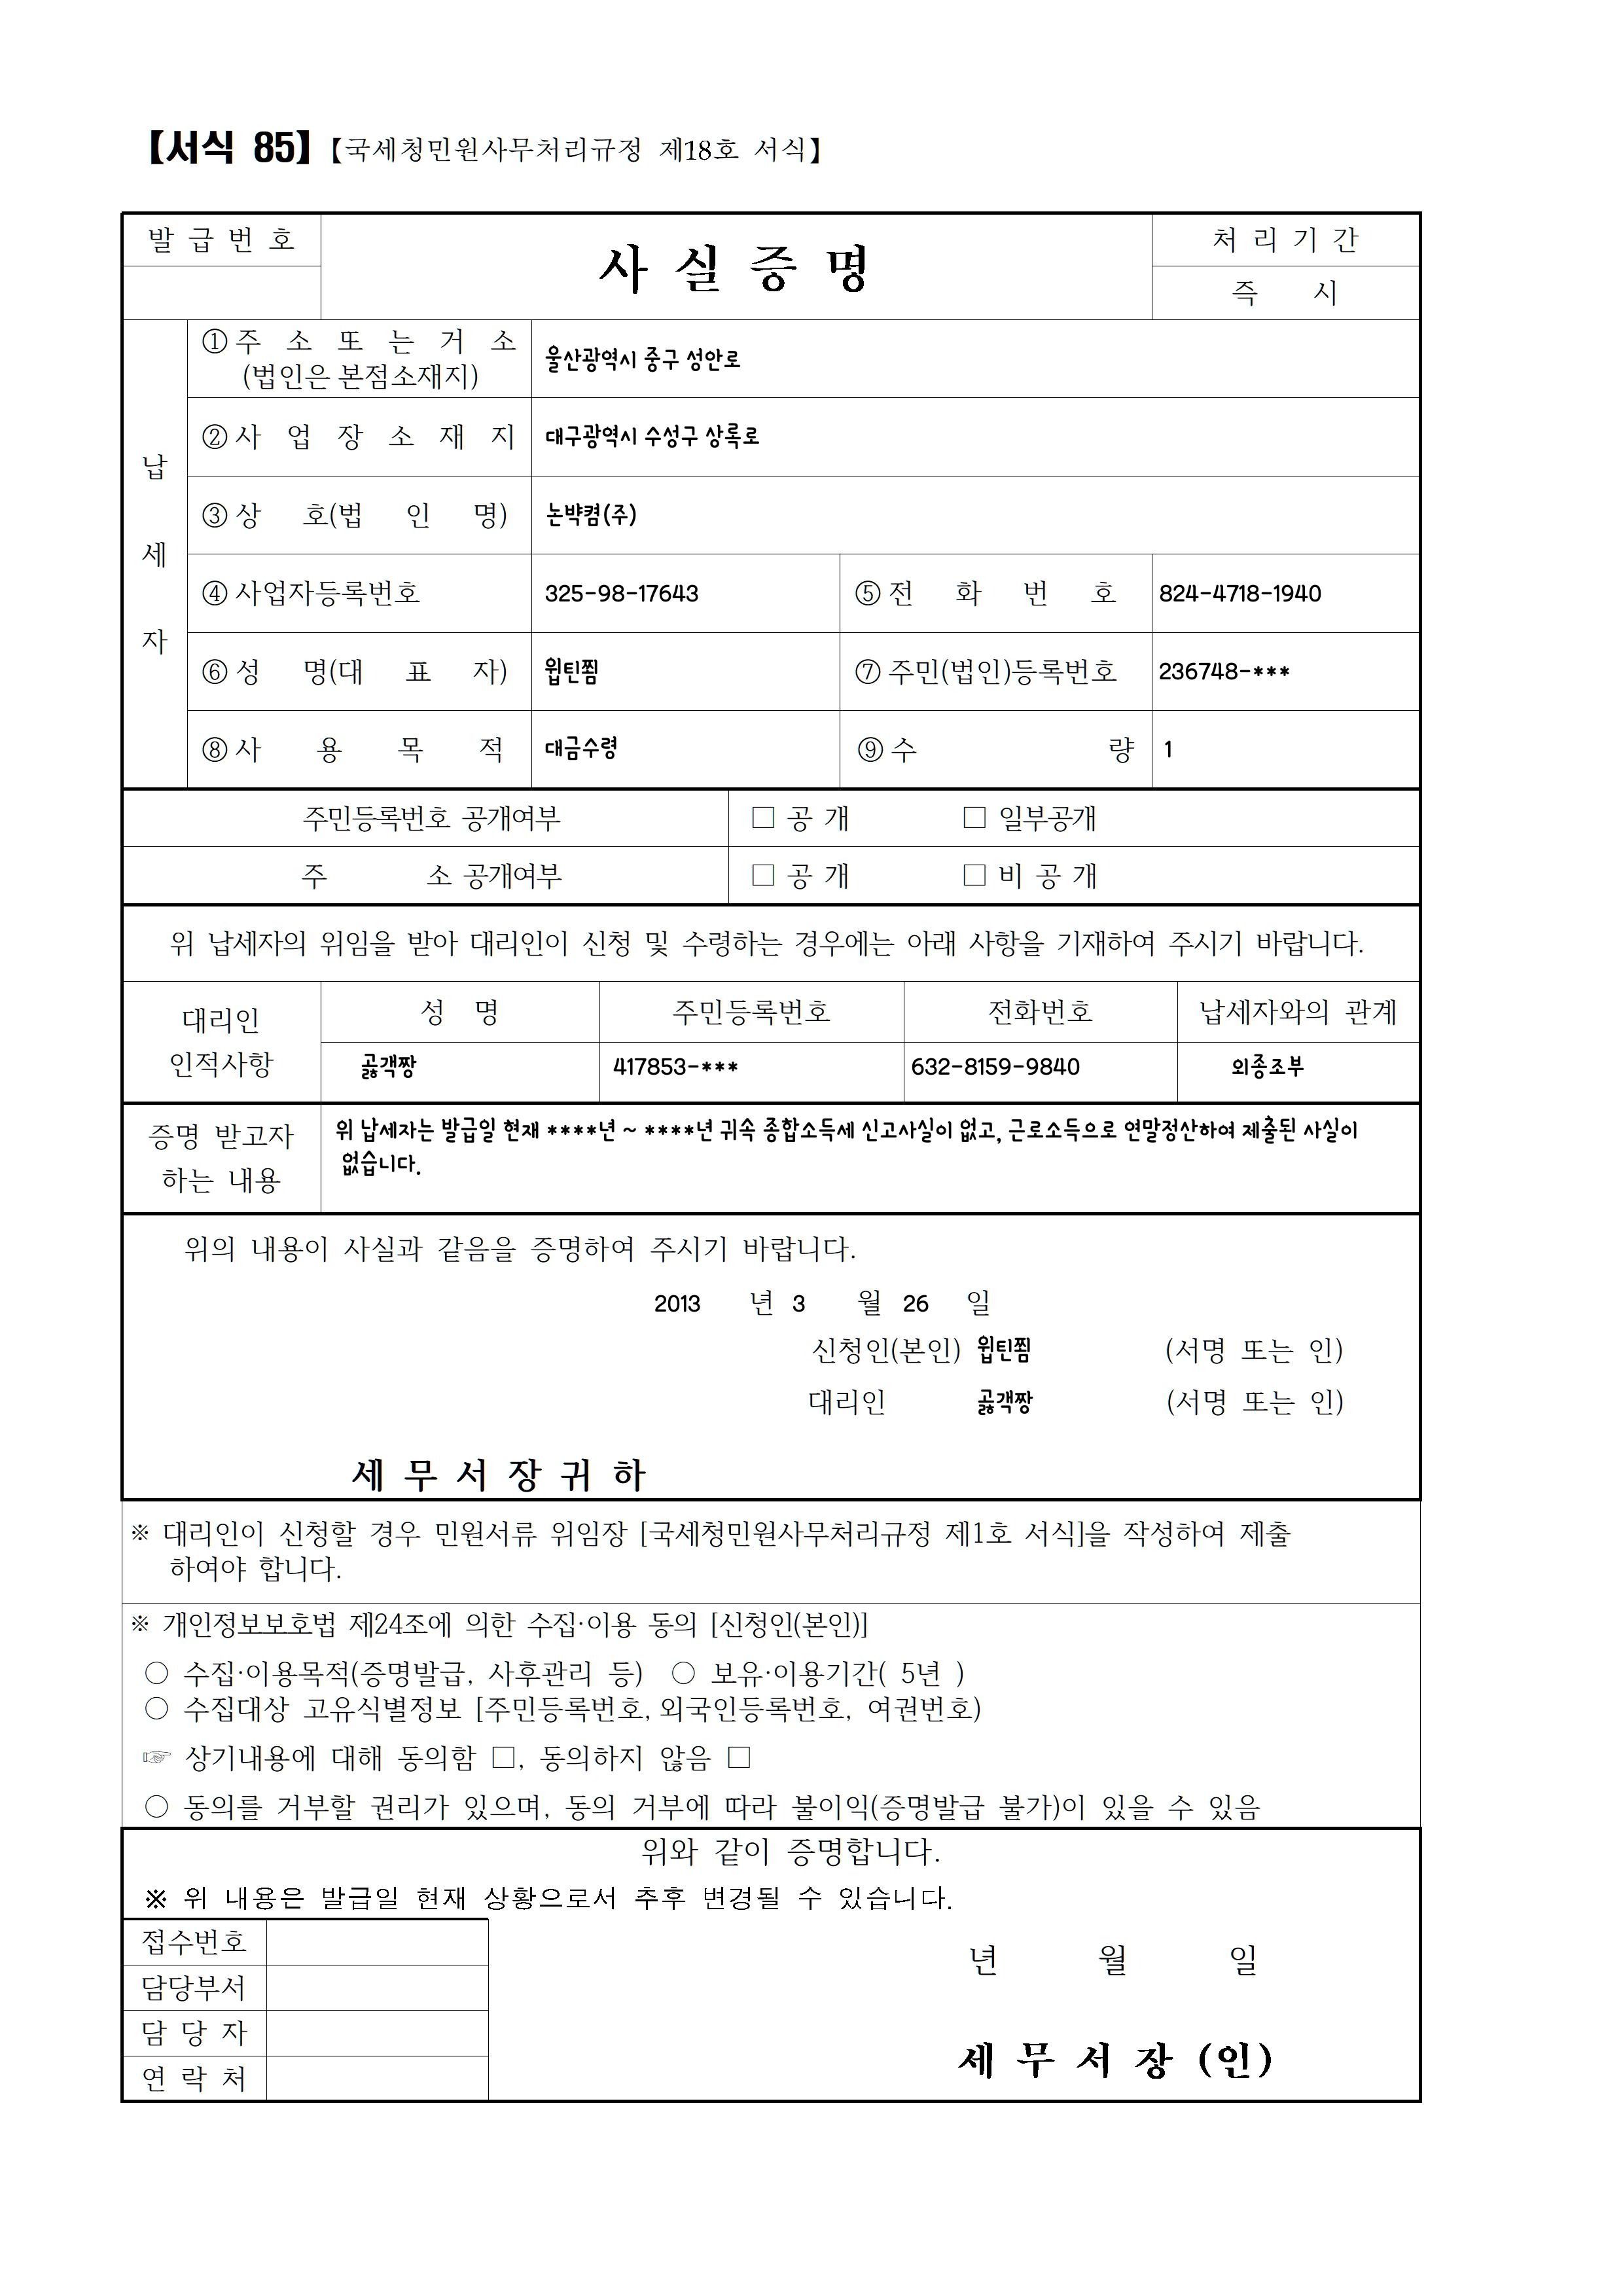 【서식 85】【국세청민원사무처리규정 제18호 서식】
발 급 번 호
사 실 증 명
처 리 기 간
즉 시
납 세 자
① 주 소 또 는 거 소
(법인은 본점소재지)
울산광역시 중구 성안로
② 사 업 장 소 재 지
대구광역시 수성구 상록로
③ 상 호(법 인 명)
논뱍켬(주)
④ 사업자등록번호
325-98-17643
⑤ 전 화 번 호
824-4718-1940
⑥ 성 명(대 표 자)
윕틴찜
⑦ 주민(법인)등록번호
236748-***
⑧ 사 용 목 적
대금수령
⑨ 수 량
1
주민등록번호 공개여부
□ 공 개 □ 일부공개
주 소 공개여부
□ 공 개 □ 비 공 개
위 납세자의 위임을 받아 대리인이 신청 및 수령하는 경우에는 아래 사항을 기재하여 주시기 바랍니다.
대리인
인적사항
성 명 주민등록번호 전화번호 납세자와의 관계
곯객짱 417853-*** 632-8159-9840 외종조부
증명 받고자
하는 내용
위 납세자는 발급일 현재 ****년 ~ ****년 귀속 종합소득세 신고사실이 없고, 근로소득으로 연말정산하여 제출된 사실이
없습니다.
위의 내용이 사실과 같음을 증명하여 주시기 바랍니다.
2013 년 3 월 26 일
신청인(본인) 윕틴찜 (서명 또는 인)
대리인 곯객짱 (서명 또는 인)
세 무 서 장 귀 하
※ 대리인이 신청할 경우 민원서류 위임장 [국세청민원사무처리규정 제1호 서식]을 작성하여 제출
하여야 합니다.
※ 개인정보보호법 제24조에 의한 수집·이용 동의 [신청인(본인)]
○ 수집·이용목적(증명발급, 사후관리 등) ○ 보유·이용기간( 5년 )
○ 수집대상 고유식별정보 [주민등록번호, 외국인등록번호, 여권번호)
☞ 상기내용에 대해 동의함 □, 동의하지 않음 □
○ 동의를 거부할 권리가 있으며, 동의 거부에 따라 불이익(증명발급 불가)이 있을 수 있음
위와 같이 증명합니다.
※ 위 내용은 발급일 현재 상황으로서 추후 변경될 수 있습니다.
접수번호
담당부서
담 당 자
연 락 처
년 월 일
세 무 서 장 (인)